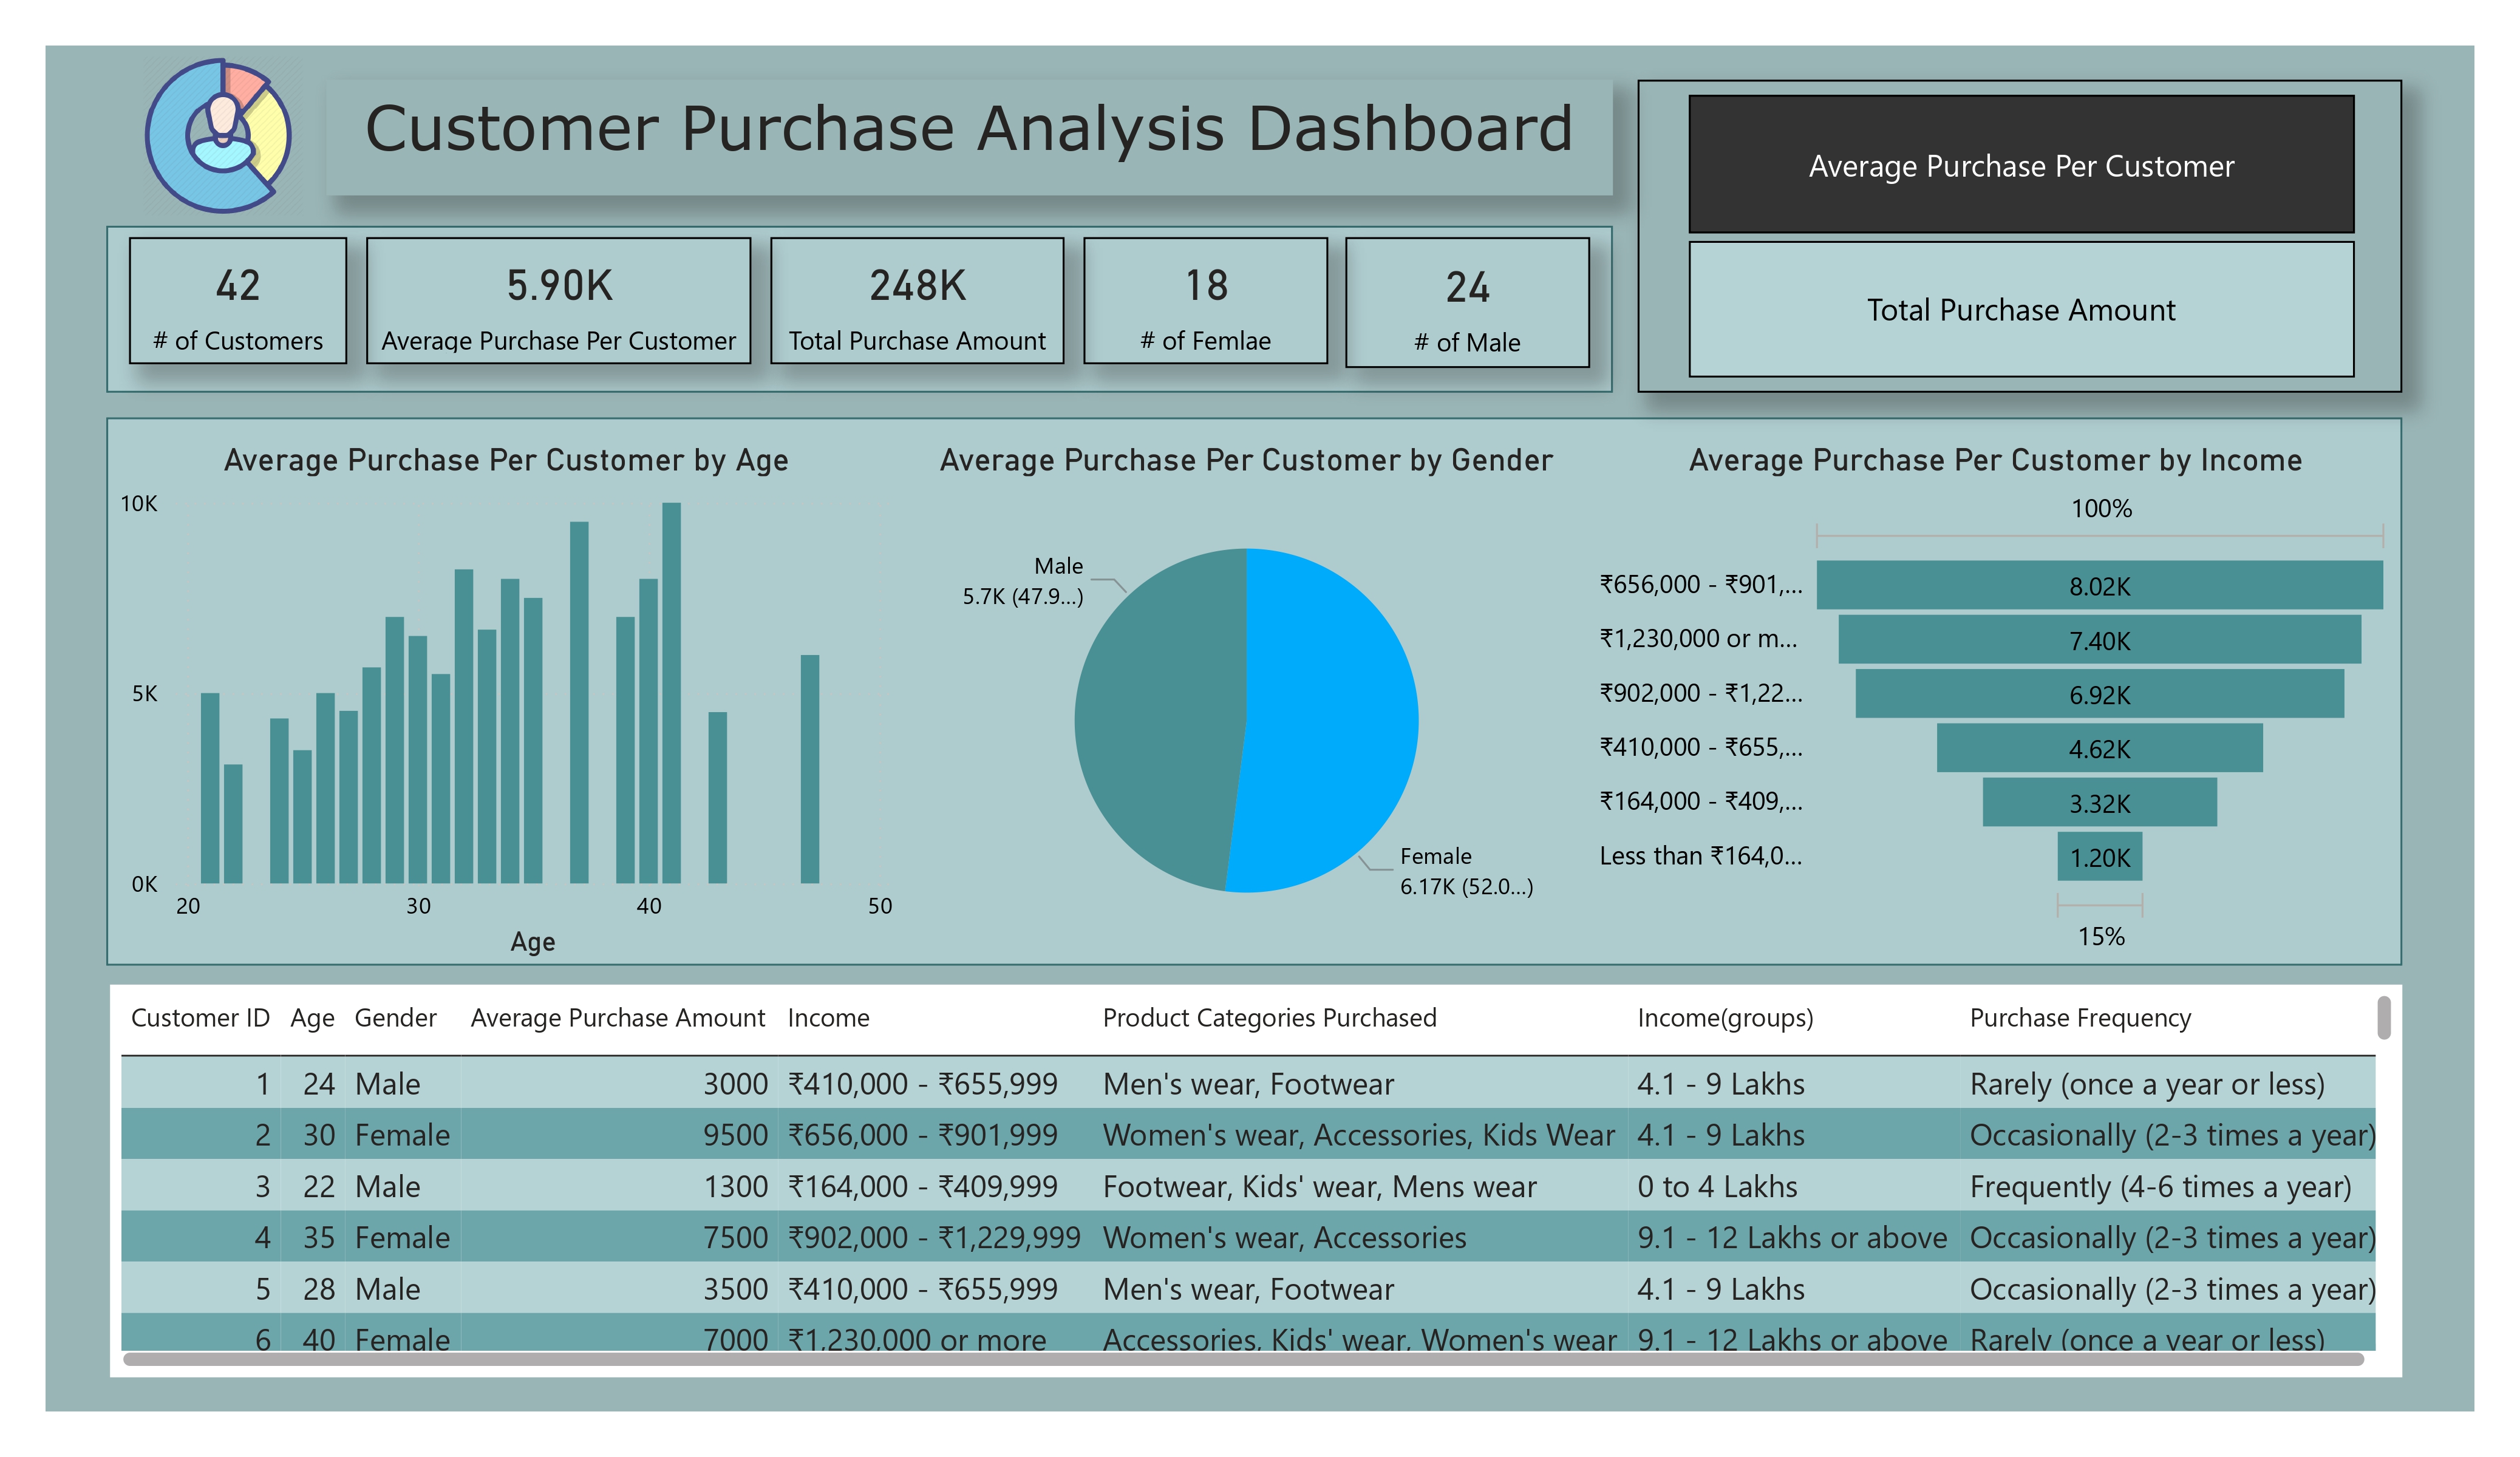 Customer Purchase Analysis Dashboard
Average Purchase Per Customer
Total Purchase Amount
42
# of Customers
5.90K
Average Purchase Per Customer
248K
Total Purchase Amount
18
# of Femlae
24
# of Male
Average Purchase Per Customer by Age
10K
5K
0K
20 30 40 50
Age
Average Purchase Per Customer by Gender
Male
5.7K (47.9...)
Female
6.17K (52.0...)
Average Purchase Per Customer by Income
100%
₹656,000 - ₹901,... 8.02K
₹1,230,000 or m... 7.40K
₹902,000 - ₹1,22... 6.92K
₹410,000 - ₹655,... 4.62K
₹164,000 - ₹409,... 3.32K
Less than ₹164,0... 1.20K
15%
Customer ID Age Gender Average Purchase Amount Income Product Categories Purchased Income(groups) Purchase Frequency
1 24 Male 3000 ₹410,000 - ₹655,999 Men's wear, Footwear 4.1 - 9 Lakhs Rarely (once a year or less)
2 30 Female 9500 ₹656,000 - ₹901,999 Women's wear, Accessories, Kids Wear 4.1 - 9 Lakhs Occasionally (2-3 times a year)
3 22 Male 1300 ₹164,000 - ₹409,999 Footwear, Kids' wear, Mens wear 0 to 4 Lakhs Frequently (4-6 times a year)
4 35 Female 7500 ₹902,000 - ₹1,229,999 Women's wear, Accessories 9.1 - 12 Lakhs or above Occasionally (2-3 times a year)
5 28 Male 3500 ₹410,000 - ₹655,999 Men's wear, Footwear 4.1 - 9 Lakhs Occasionally (2-3 times a year)
6 40 Female 7000 ₹1,230,000 or more Accessories, Kids' wear, Women's wear 9.1 - 12 Lakhs or above Rarely (once a year or less)